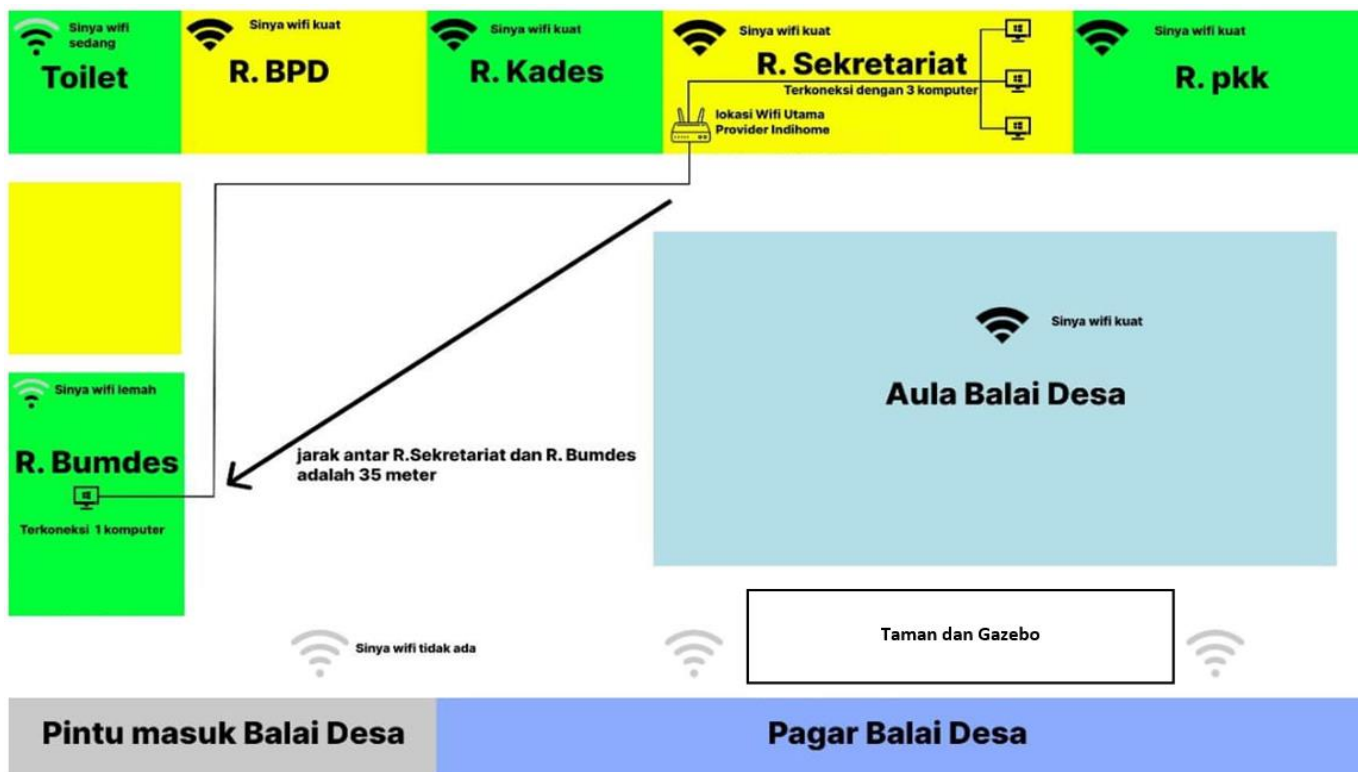 Sinya wifi
sedang
Toilet
Sinya wifi kuat
R. BPD
Sinya wifi kuat
R. Kades
Sinya wifi kuat
R. Sekretariat
Terkoneksi dengan 3 komputer
lokasi Wifi Utama
Provider Indihome
Sinya wifi kuat
R. pkk
Sinya wifi kuat
Aula Balai Desa
Sinya wifi lemah
R. Bumdes
Terkoneksi 1 komputer
jarak antar R.Sekretariat dan R. Bumdes
adalah 35 meter
Sinya wifi tidak ada
Taman dan Gazebo
Pintu masuk Balai Desa
Pagar Balai Desa